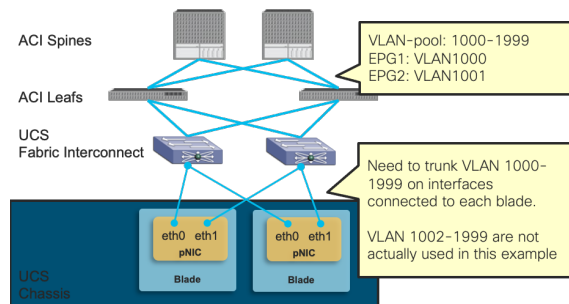 ACI Spines
VLAN-pool: 1000-1999
EPG1: VLAN1000
EPG2: VLAN1001
ACI Leafs
UCS
Fabric Interconnect
Need to trunk VLAN 1000-
1999 on interfaces
connected to each blade.
VLAN 1002-1999 are not
actually used in this example
eth0 eth1
pNIC
Blade
eth0 eth1
pNIC
Blade
UCS
Chassis